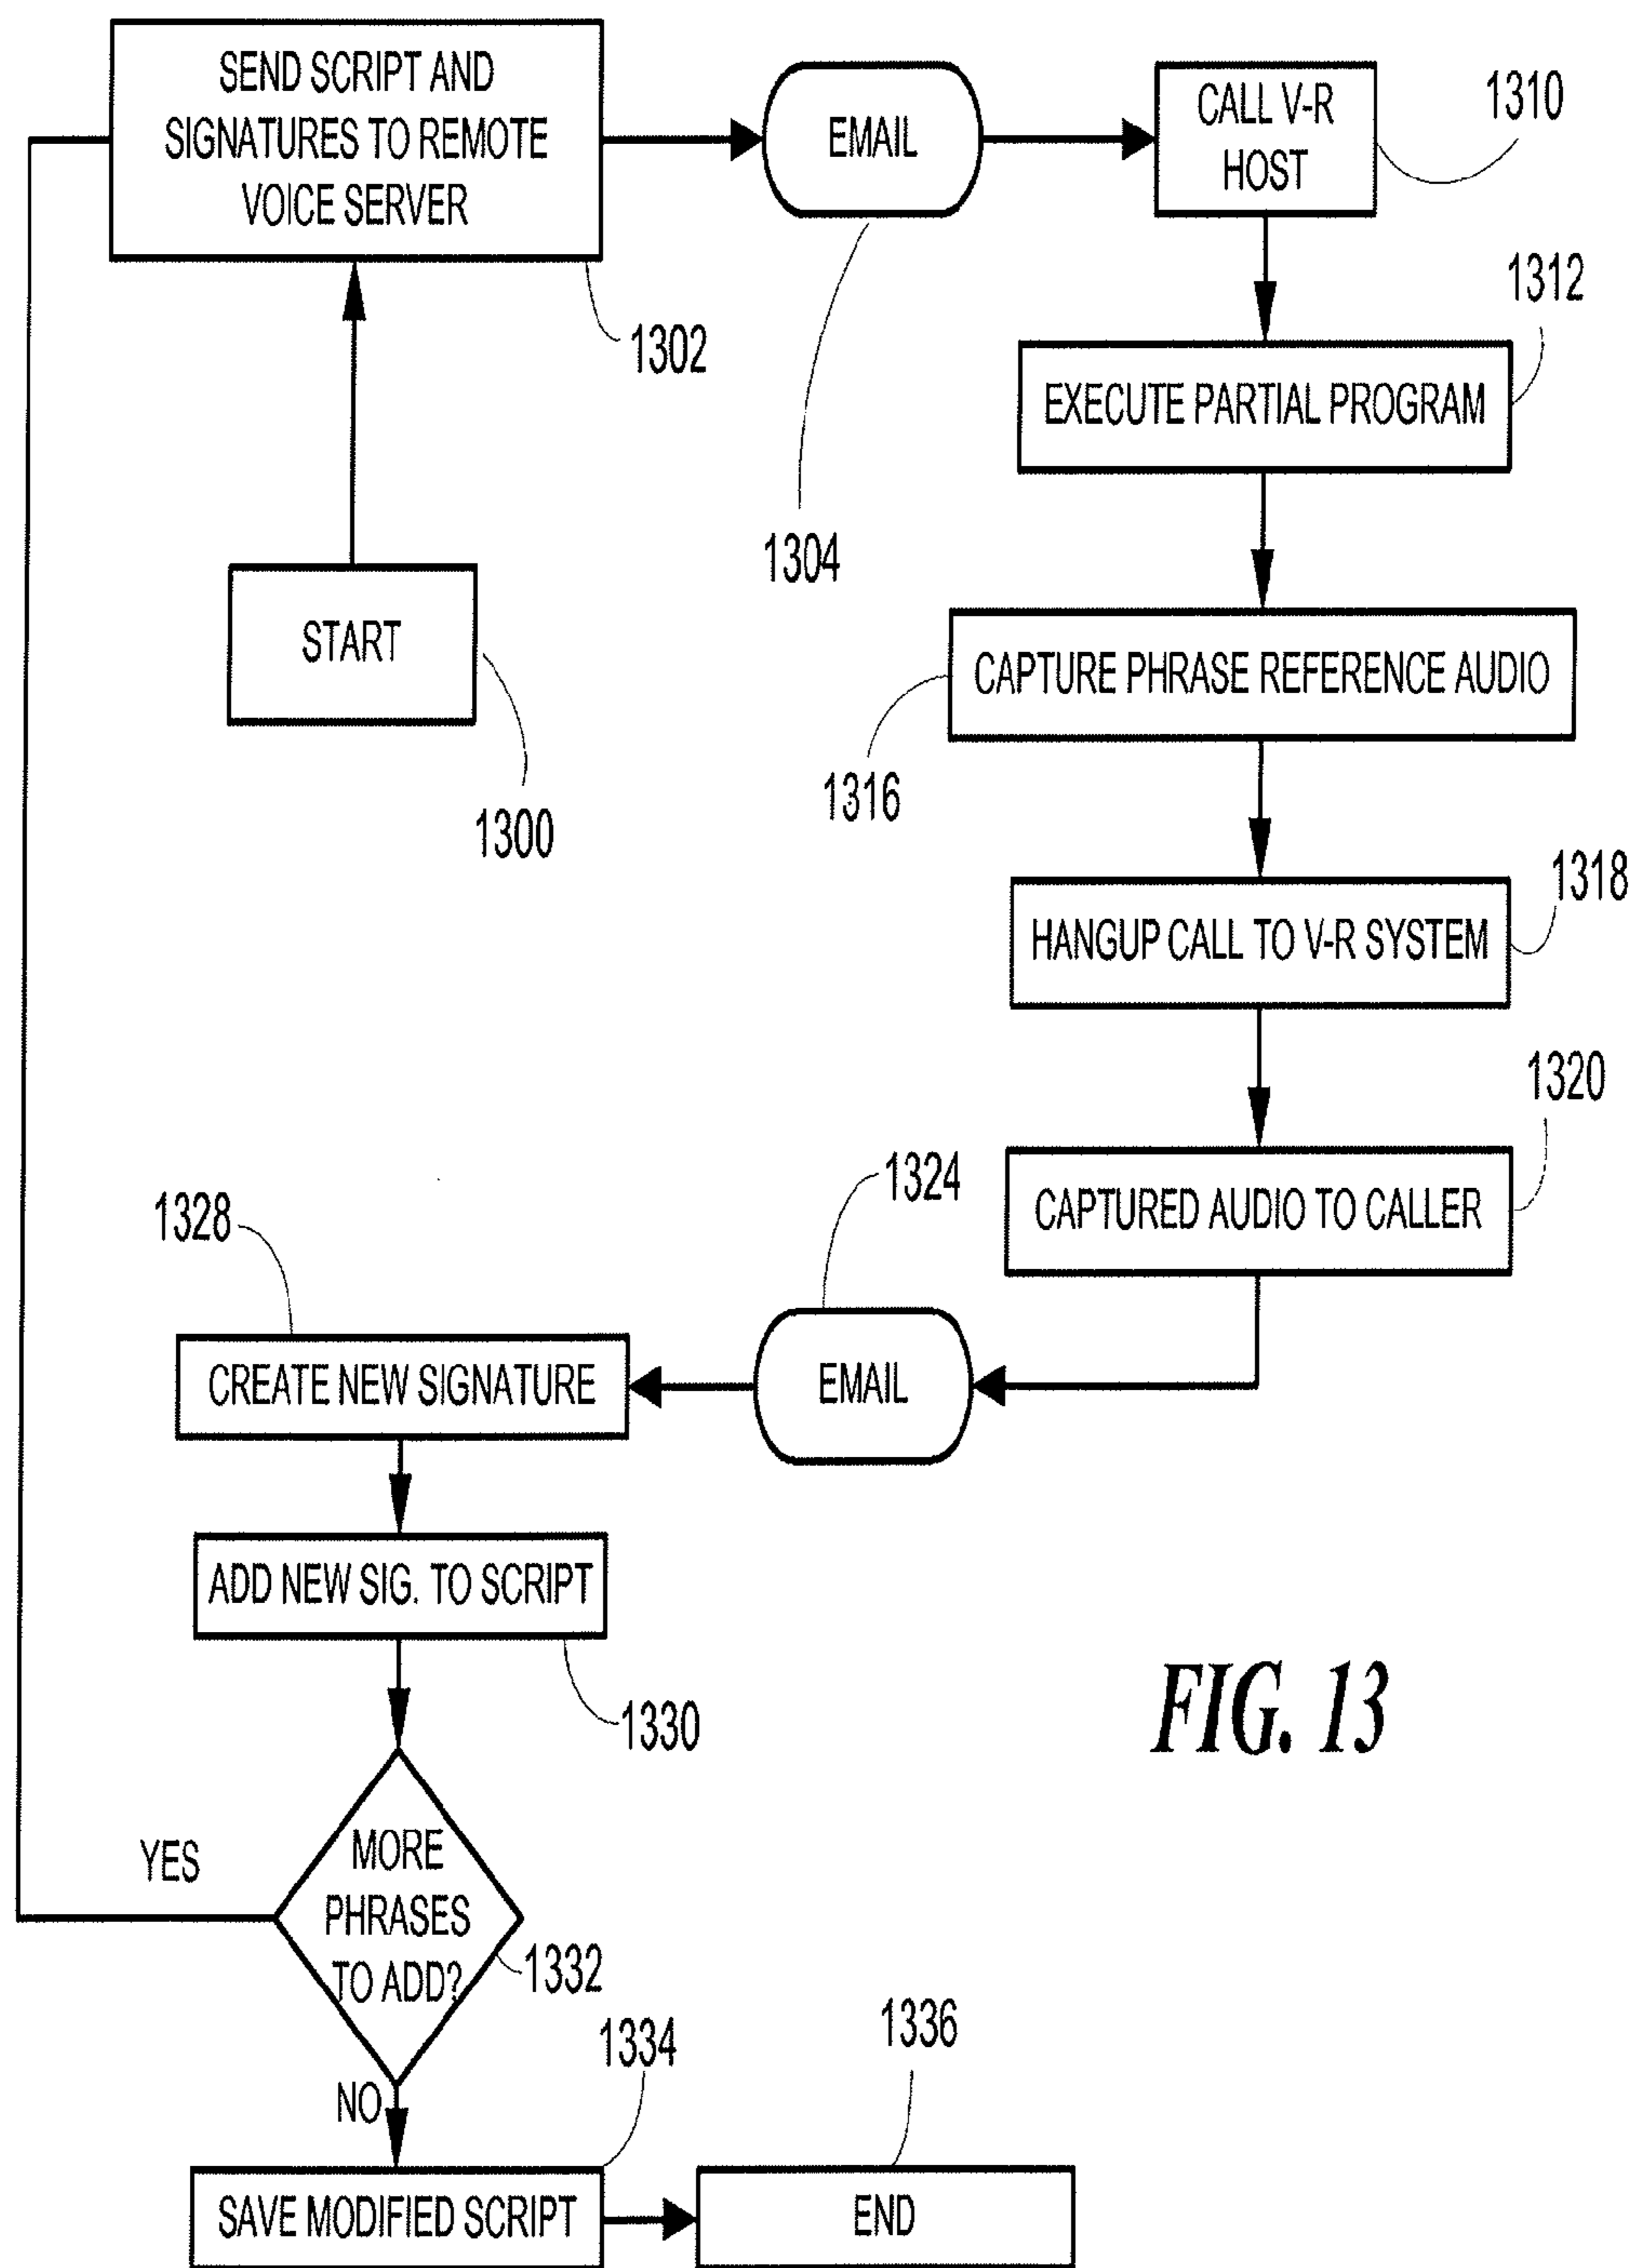 SEND SCRIPT AND
SIGNATURES TO REMOTE
VOICE SERVER
1302
EMAIL
1304
CALL V-R
HOST
1310
1312
EXECUTE PARTIAL PROGRAM
START
1300
CAPTURE PHRASE REFERENCE AUDIO
1316
1318
HANGUP CALL TO V-R SYSTEM
1320
CAPTURED AUDIO TO CALLER
1324
EMAIL
1328
CREATE NEW SIGNATURE
ADD NEW SIG. TO SCRIPT
1330
FIG. 13
YES
MORE
PHRASES
TO ADD?
1332
NO
1334
SAVE MODIFIED SCRIPT
1336
END